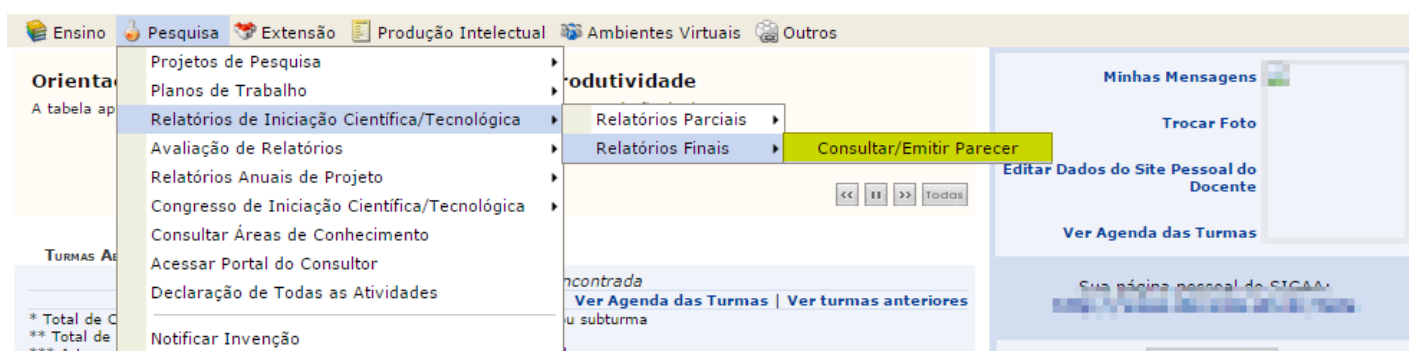 Ensino Pesquisa Extensão Produção Intelectual Ambientes Virtuais Outros
Projetos de Pesquisa
Planos de Trabalho
Relatórios de Iniciação Científica/Tecnológica
Avaliação de Relatórios
Relatórios Anuais de Projeto
Congresso de Iniciação Científica/Tecnológica
Consultar Áreas de Conhecimento
Acessar Portal do Consultor
Declaração de Todas as Atividades
Notificar Invenção
Relatórios Parciais
Relatórios Finais
Consultar/Emitir Parecer
Orienta
rodutividade
A tabela ap
<< II >> Todas
TURMAS AB
ncontrada
Ver Agenda das Turmas | Ver turmas anteriores
* Total de C
u subturma
** Total de
Minhas Mensagens
Trocar Foto
Editar Dados do Site Pessoal do
Docente
Ver Agenda das Turmas
Sua página pessoal do SIGAA: